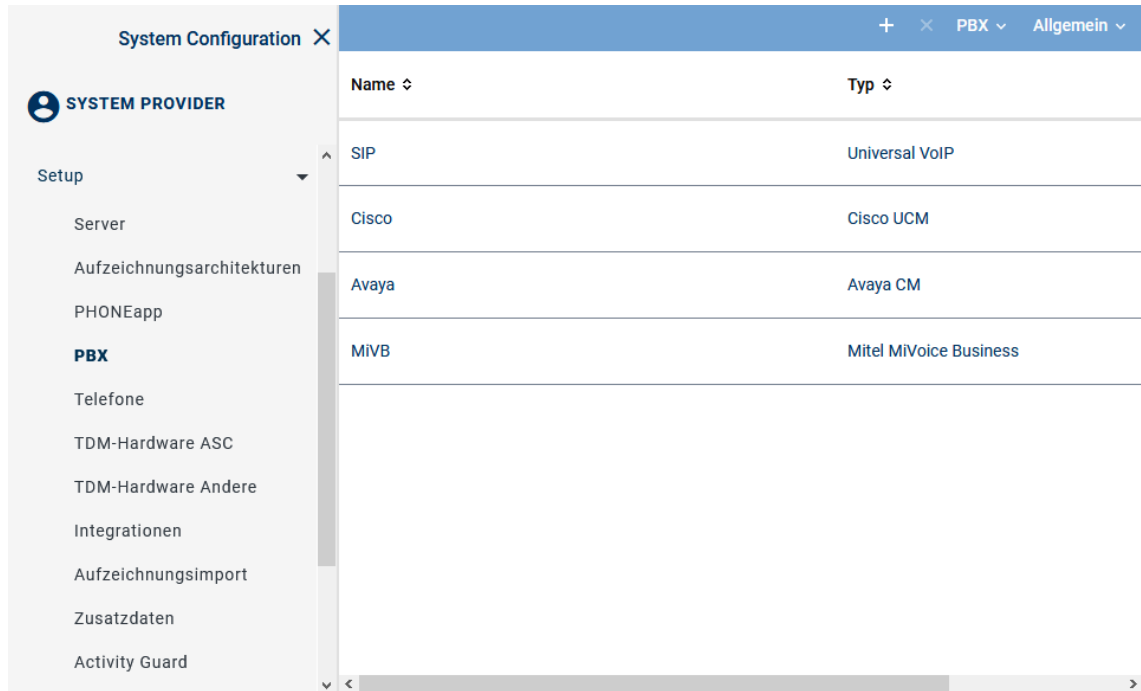 System Configuration
PBX Allgemein
SYSTEM PROVIDER
Setup
Server
Aufzeichnungsarchitekturen
PHONEapp
PBX
Telefone
TDM-Hardware ASC
TDM-Hardware Andere
Integrationen
Aufzeichnungsimport
Zusatzdaten
Activity Guard
Name Typ
SIP Universal VoIP
Cisco Cisco UCM
Avaya Avaya CM
MiVB Mitel MiVoice Business